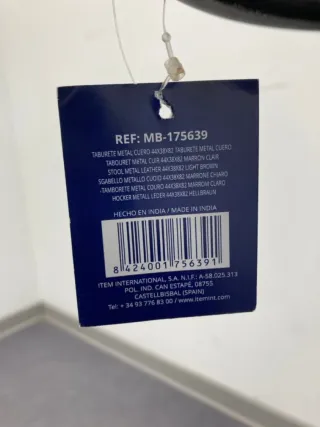 REF: MB-175639
TABURETE METAL CUERO 44X38X82 TABURETE METAL CUERO
TABOURET METAL CUIR 44X38X82 MARRON CLAIR
STOOL METAL LEATHER 44X38X82 LIGHT BROWN
SGABELLO METALLO CUOIO 44X38X82 MARRONE CHIARO
-TAMBORETE METAL COURO 44X38X82 MARROM CLARO
HOCKER METALL LEDER 44X38X82 HELLBRAUN
HECHO EN INDIA / MADE IN INDIA
8 424001 756391
ITEM INTERNATIONAL, S.A. N.I.F.: A-58.025.313
POL. IND. CAN ESTAPÉ, 08755
CASTELLBISBAL (SPAIN)
Tel: + 34 93 776 83 00 / www.itemint.com